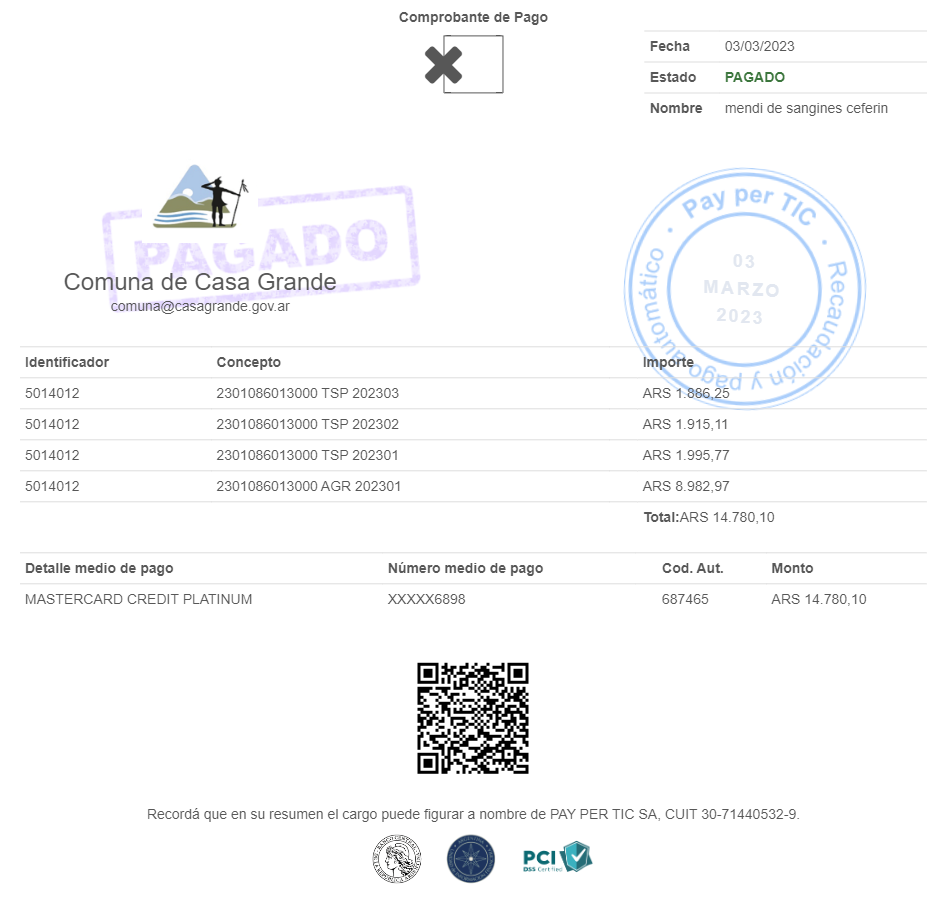 Comprobante de Pago
Fecha 03/03/2023
Estado PAGADO
Nombre mendi de sangines ceferin
PAGADO
Comuna de Casa Grande
comuna@casagrande.gov.ar
· Pay per TIC ·
Recaudación y pago automático
03
MARZO
2023
Identificador Concepto Importe
5014012 2301086013000 TSP 202303 ARS 1.886,25
5014012 2301086013000 TSP 202302 ARS 1.915,11
5014012 2301086013000 TSP 202301 ARS 1.995,77
5014012 2301086013000 AGR 202301 ARS 8.982,97
Total:ARS 14.780,10
Detalle medio de pago Número medio de pago Cod. Aut. Monto
MASTERCARD CREDIT PLATINUM XXXXX6898 687465 ARS 14.780,10
Recordá que en su resumen el cargo puede figurar a nombre de PAY PER TIC SA, CUIT 30-71440532-9.
PCI
DSS Certified